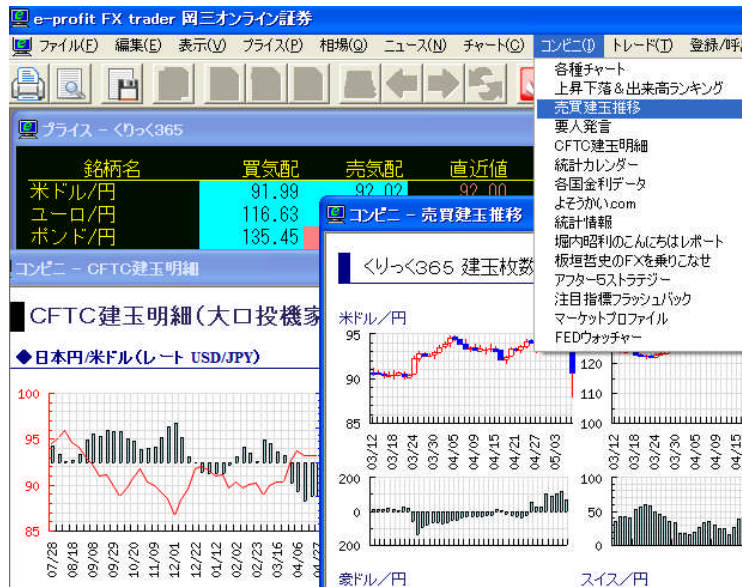 e-profit FX trader 岡三オンライン証券
ファイル(F) 編集(E) 表示(V) プライス(P) 相場(Q) ニュース(N) チャート(C) コンビニ(I) トレード(T) 登録/呼
各種チャート
上昇下落&出来高ランキング
売買建玉推移
要人発言
CFTC建玉明細
統計カレンダー
各国金利データ
よそうかい.com
統計情報
堀内昭利のこんにちはレポート
板垣哲史のFXを乗りこなせ
アフター5ストラテジー
注目指標フラッシュバック
マーケットプロファイル
FEDウォッチャー
プライス - くりっく365
銘柄名 買気配 売気配 直近値
米ドル/円 91.99 92.02 92.00
ユーロ/円 116.63
ポンド/円 135.45
コンビニ - CFTC建玉明細
CFTC建玉明細(大口投機家
◆日本円/米ドル(レート USD/JPY)
100
95
90
85
07/28 08/18 09/08 09/29 10/20 11/09 12/01 12/22 01/12 02/02 02/23 03/16 04/06 04/27
コンビニ - 売買建玉推移
くりっく365 建玉枚数
米ドル/円
95
90
85
03/12 03/18 03/24 03/30 04/05 04/09 04/15 04/21 04/27 05/03
200
0
200
120
110
100
03/12 03/18 03/24 03/30 04/05 04/09 04/15
100
50
0
豪ドル/円
スイス/円